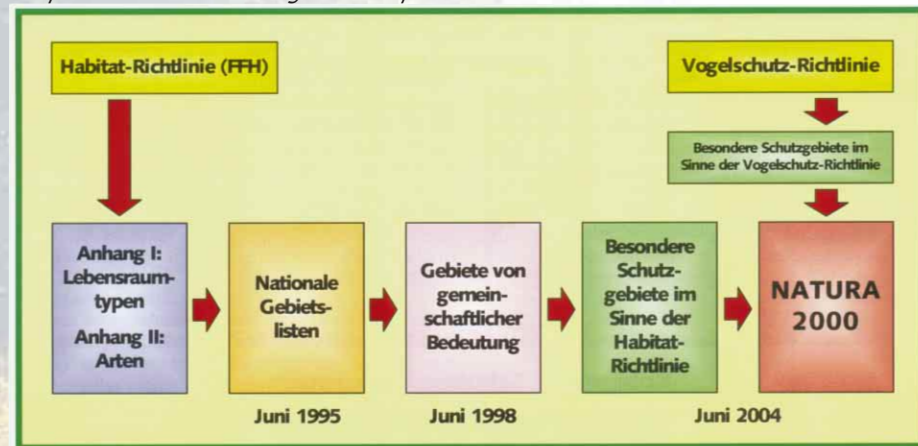 Habitat-Richtlinie (FFH)
Vogelschutz-Richtlinie
Besondere Schutzgebiete im
Sinne der Vogelschutz-Richtlinie
Anhang I:
Lebensraum-
typen
Anhang II:
Arten
Nationale
Gebiets-
listen
Gebiete von
gemein-
schaftlicher
Bedeutung
Besondere
Schutz-
gebiete im
Sinne der
Habitat-
Richtlinie
NATURA
2000
Juni 1995
Juni 1998
Juni 2004